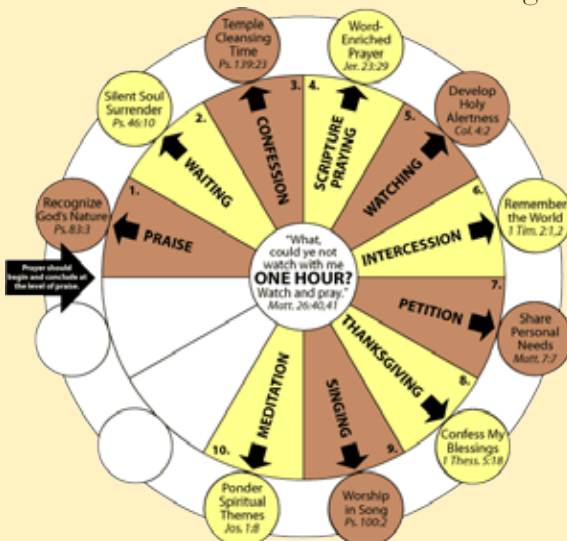 Temple
Cleansing
Time
Ps. 139:23
Word-
Enriched
Prayer
Jer. 23:29
Silent Soul
Surrender
Ps. 46:10
Develop
Holy
Alertness
Col. 4:2
Recognize
God's Nature
Ps. 83:3
Remember
the World
1 Tim. 2:1,2
1.
PRAISE
2.
WAITING
3.
CONFESSION
4.
SCRIPTURE
PRAYING
5.
WATCHING
6.
INTERCESSION
7.
PETITION
8.
THANKSGIVING
9.
SINGING
10.
MEDITATION
"What,
could ye not
watch with me
ONE HOUR?
Watch and pray."
Matt. 26:40,41
Prayer should
begin and conclude at
the level of praise.
Share
Personal
Needs
Matt. 7:7
Confess My
Blessings
1 Thess. 5:18
Worship
in Song
Ps. 100:2
Ponder
Spiritual
Themes
Jos. 1:8